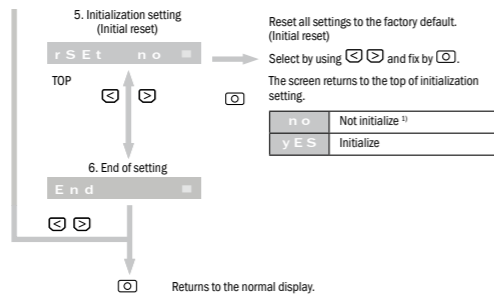 5. Initialization setting
(Initial reset)
rSEt no
TOP
< >
Reset all settings to the factory default.
(Initial reset)
Select by using < > and fix by O.
The screen returns to the top of initialization
setting.
O
no Not initialize 1)
yES Initialize
6. End of setting
End
< >
O Returns to the normal display.